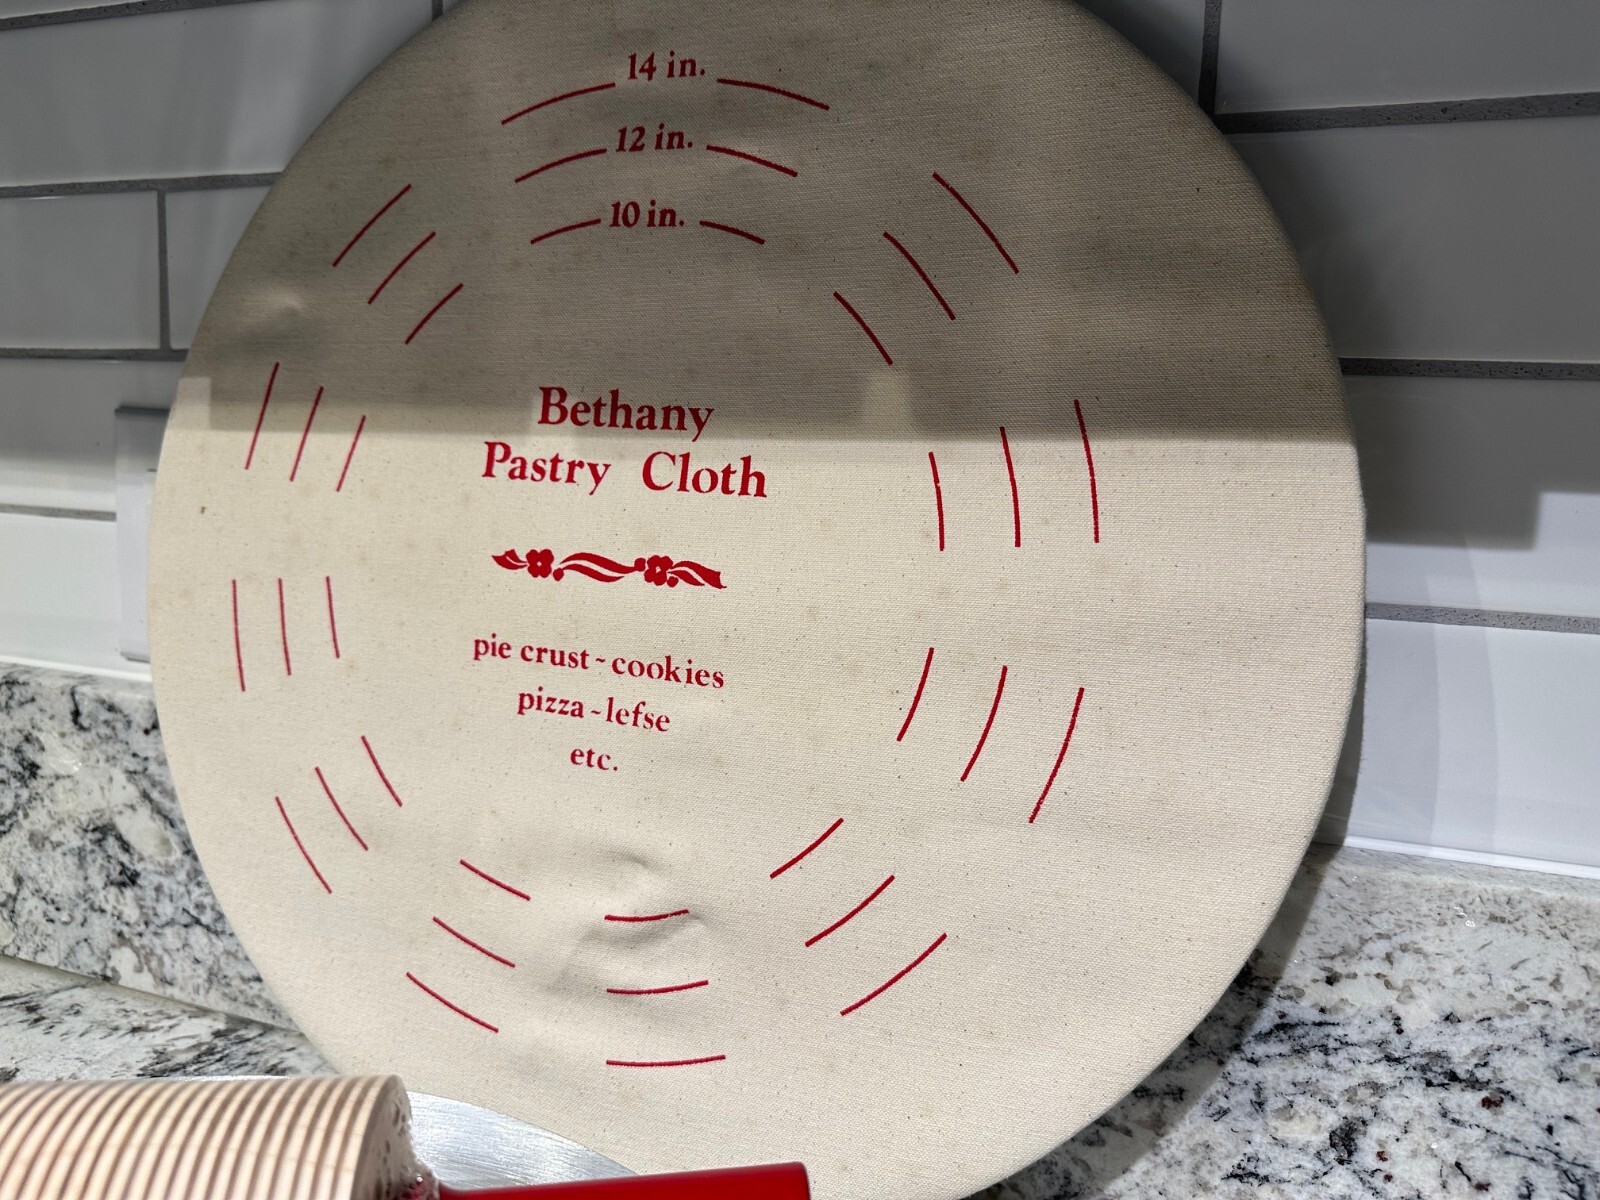 14 in.
12 in.
10 in.
Bethany
Pastry Cloth
pie crust ~ cookies
pizza ~ lefse
etc.